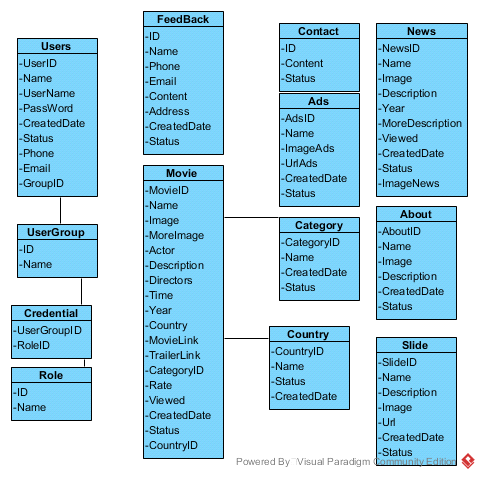 Users
-UserID
-Name
-UserName
-PassWord
-CreatedDate
-Status
-Phone
-Email
-GroupID
UserGroup
-ID
-Name
Credential
-UserGroupID
-RoleID
Role
-ID
-Name
FeedBack
-ID
-Name
-Phone
-Email
-Content
-Address
-CreatedDate
-Status
Movie
-MovieID
-Name
-Image
-MoreImage
-Actor
-Description
-Directors
-Time
-Year
-Country
-MovieLink
-TrailerLink
-CategoryID
-Rate
-Viewed
-CreatedDate
-Status
-CountryID
Contact
-ID
-Content
-Status
Ads
-AdsID
-Name
-ImageAds
-UrlAds
-CreatedDate
-Status
Category
-CategoryID
-Name
-CreatedDate
-Status
Country
-CountryID
-Name
-Status
-CreatedDate
News
-NewsID
-Name
-Image
-Description
-Year
-MoreDescription
-Viewed
-CreatedDate
-Status
-ImageNews
About
-AboutID
-Name
-Image
-Description
-CreatedDate
-Status
Slide
-SlideID
-Name
-Description
-Image
-Url
-CreatedDate
-Status
Powered By Visual Paradigm Community Edition